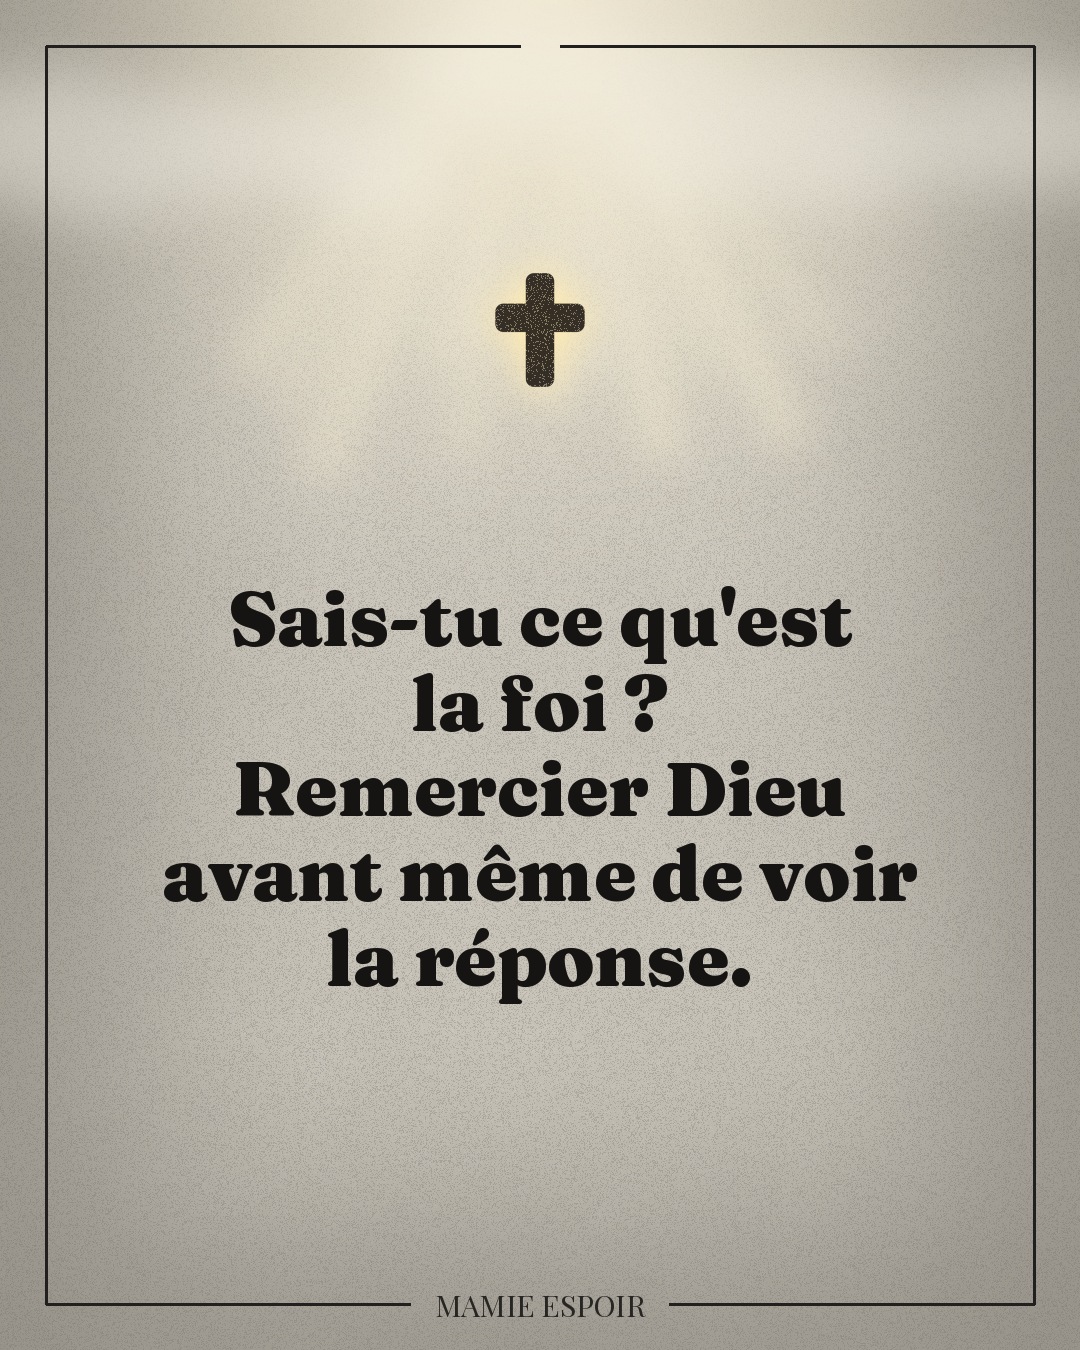 Sais-tu ce qu'est
la foi ?
Remercier Dieu
avant même de voir
la réponse.
MAMIE ESPOIR